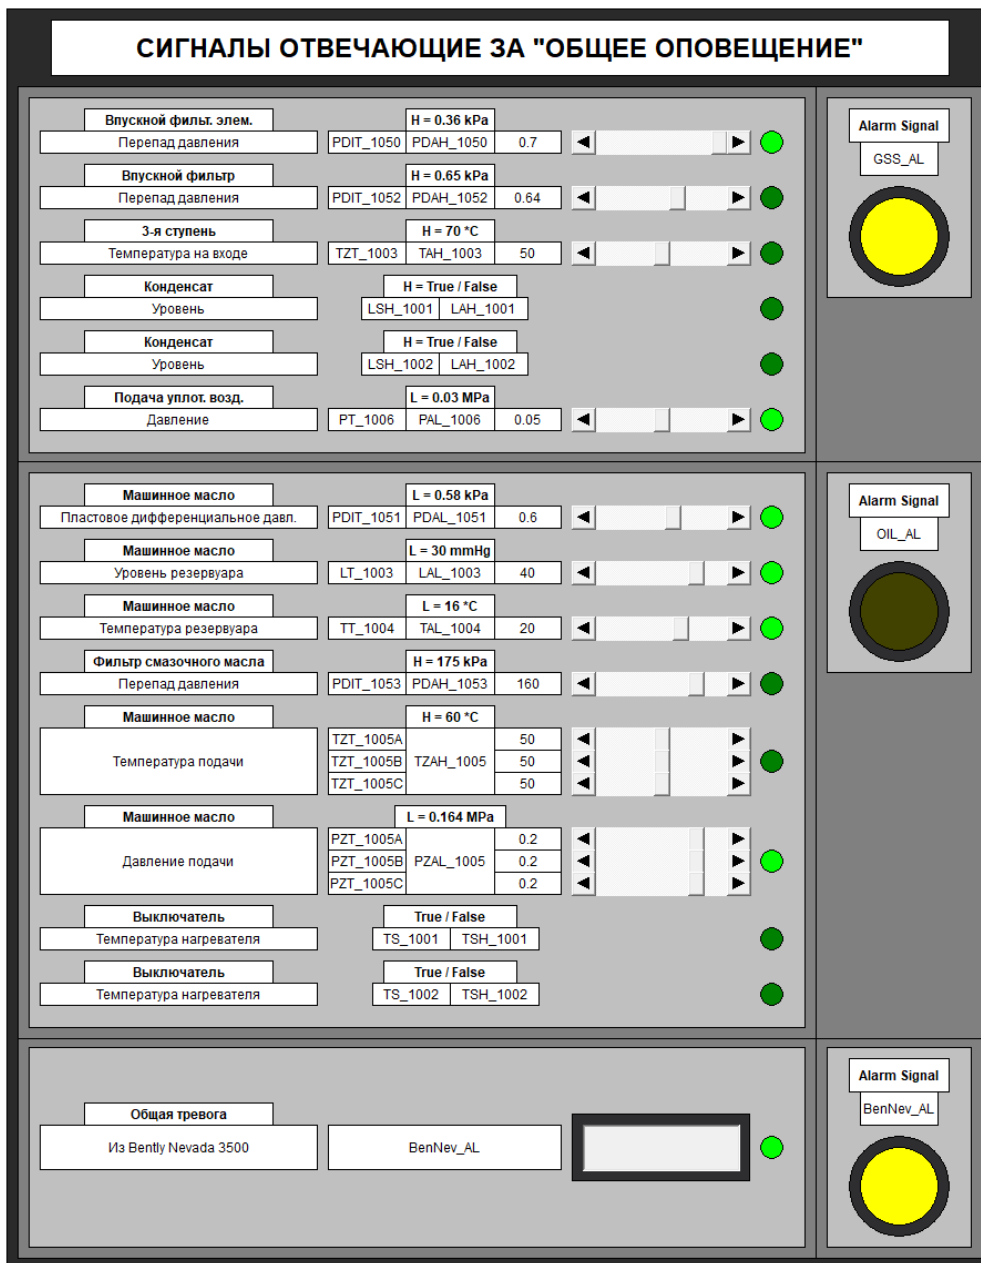 СИГНАЛЫ ОТВЕЧАЮЩИЕ ЗА "ОБЩЕЕ ОПОВЕЩЕНИЕ"
Впускной фильт. элем. H = 0.36 kPa
Перепад давления PDIT_1050 PDAH_1050 0.7
Впускной фильтр H = 0.65 kPa
Перепад давления PDIT_1052 PDAH_1052 0.64
3-я ступень H = 70 *C
Температура на входе TZT_1003 TAH_1003 50
Конденсат H = True / False
Уровень LSH_1001 LAH_1001
Конденсат H = True / False
Уровень LSH_1002 LAH_1002
Подача уплот. возд. L = 0.03 MPa
Давление PT_1006 PAL_1006 0.05
Alarm Signal
GSS_AL
Машинное масло L = 0.58 kPa
Пластовое дифференциальное давл. PDIT_1051 PDAL_1051 0.6
Машинное масло L = 30 mmHg
Уровень резервуара LT_1003 LAL_1003 40
Машинное масло L = 16 *C
Температура резервуара TT_1004 TAL_1004 20
Фильтр смазочного масла H = 175 kPa
Перепад давления PDIT_1053 PDAH_1053 160
Машинное масло H = 60 *C
TZT_1005A 50
Температура подачи TZT_1005B TZAH_1005 50
TZT_1005C 50
Машинное масло L = 0.164 MPa
PZT_1005A 0.2
Давление подачи PZT_1005B PZAL_1005 0.2
PZT_1005C 0.2
Выключатель True / False
Температура нагревателя TS_1001 TSH_1001
Выключатель True / False
Температура нагревателя TS_1002 TSH_1002
Alarm Signal
OIL_AL
Общая тревога
Из Bently Nevada 3500 BenNev_AL
Alarm Signal
BenNev_AL